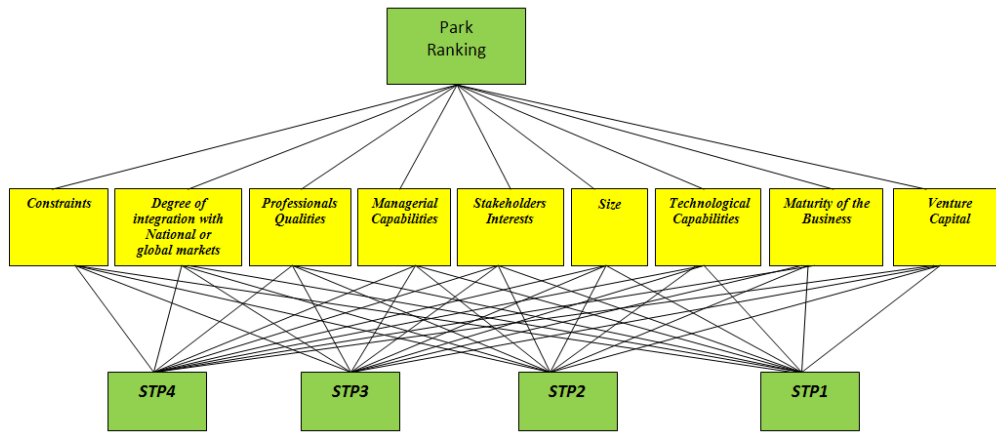 Park
Ranking
Constraints
Degree of
integration with
National or
global markets
Professionals
Qualities
Managerial
Capabilities
Stakeholders
Interests
Size
Technological
Capabilities
Maturity of the
Business
Venture
Capital
STP4
STP3
STP2
STP1